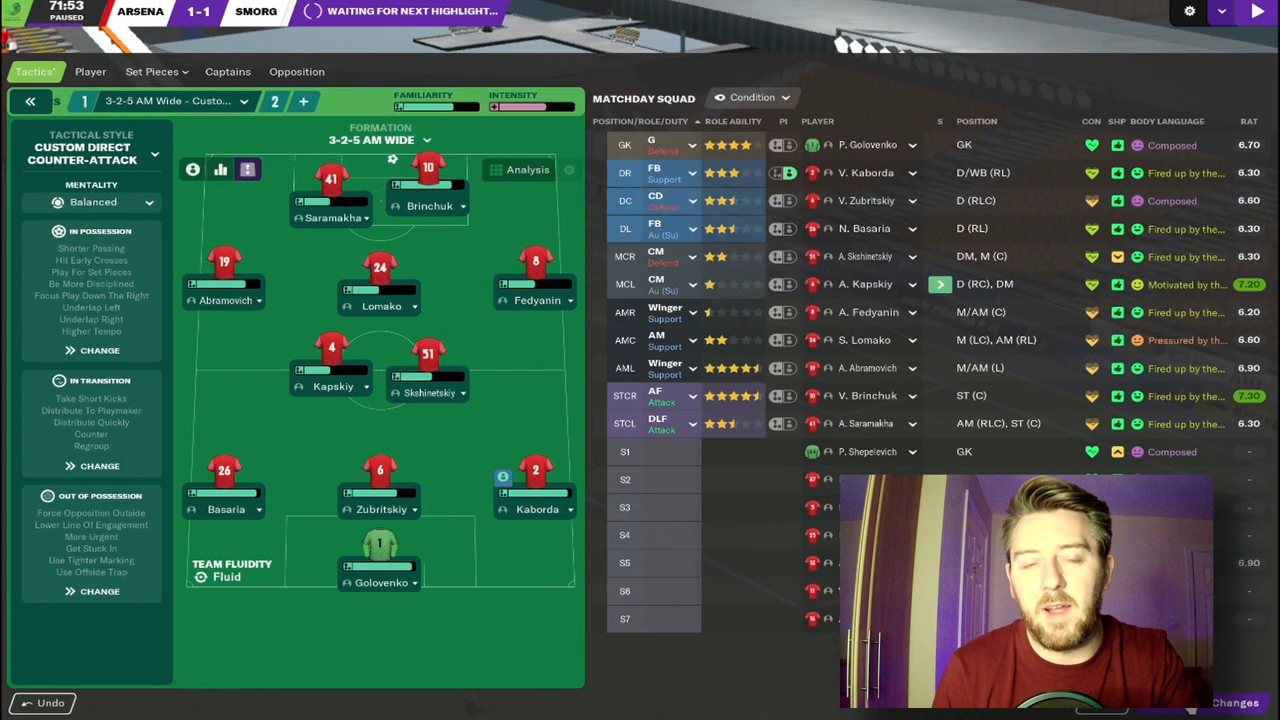 71:53
PAUSED
ARSENA
1-1
SMORG
WAITING FOR NEXT HIGHLIGHT...
Tactics*
Player
Set Pieces
Captains
Opposition
CS
1
3-2-5 AM Wide - Custo...
2
+
FAMILIARITY
INTENSITY
TACTICAL STYLE
CUSTOM DIRECT
COUNTER-ATTACK
MENTALITY
Balanced
IN POSSESSION
Shorter Passing
Hit Early Crosses
Play For Set Pieces
Be More Disciplined
Focus Play Down The Right
Underlap Left
Underlap Right
Higher Tempo
CHANGE
IN TRANSITION
Take Short Kicks
Distribute To Playmaker
Distribute Quickly
Counter
Regroup
CHANGE
OUT OF POSSESSION
Force Opposition Outside
Lower Line Of Engagement
More Urgent
Get Stuck In
Use Tighter Marking
Use Offside Trap
CHANGE
Undo
FORMATION
3-2-5 AM WIDE
Analysis
41
Saramakha
10
Brinchuk
19
Abramovich
24
Lomako
8
Fedyanin
4
Kapskiy
51
Skshinetskiy
26
Basaria
6
Zubritskiy
2
Kaborda
1
Golovenko
TEAM FLUIDITY
Fluid
MATCHDAY SQUAD
Condition
POSITION/ROLE/DUTY ROLE ABILITY PI PLAYER S POSITION CON SHP BODY LANGUAGE RAT
GK G Defend P. Golovenko GK Composed 6.70
DR FB Support V. Kaborda D/WB (RL) Fired up by the... 6.30
DC CD Defend V. Zubritskiy D (RLC) Composed 6.60
DL FB Au (Su) N. Basaria D (RL) Fired up by the... 6.30
MCR CM Defend A. Skshinetskiy DM, M (C) Fired up by the... 6.30
MCL CM Au (Su) A. Kapskiy D (RC), DM Motivated by th... 7.20
AMR Winger Support A. Fedyanin M/AM (C) Fired up by the... 6.20
AMC AM Support S. Lomako M (LC), AM (RL) Pressured by th... 6.60
AML Winger Support A. Abramovich M/AM (L) Fired up by the... 6.90
STCR AF Attack V. Brinchuk ST (C) Fired up by the... 7.30
STCL DLF Attack A. Saramakha AM (RLC), ST (C) Fired up by the... 6.30
S1 P. Shepelevich GK Composed -
S2 -
S3 -
S4 -
S5 6.90
S6 -
S7 -
Changes